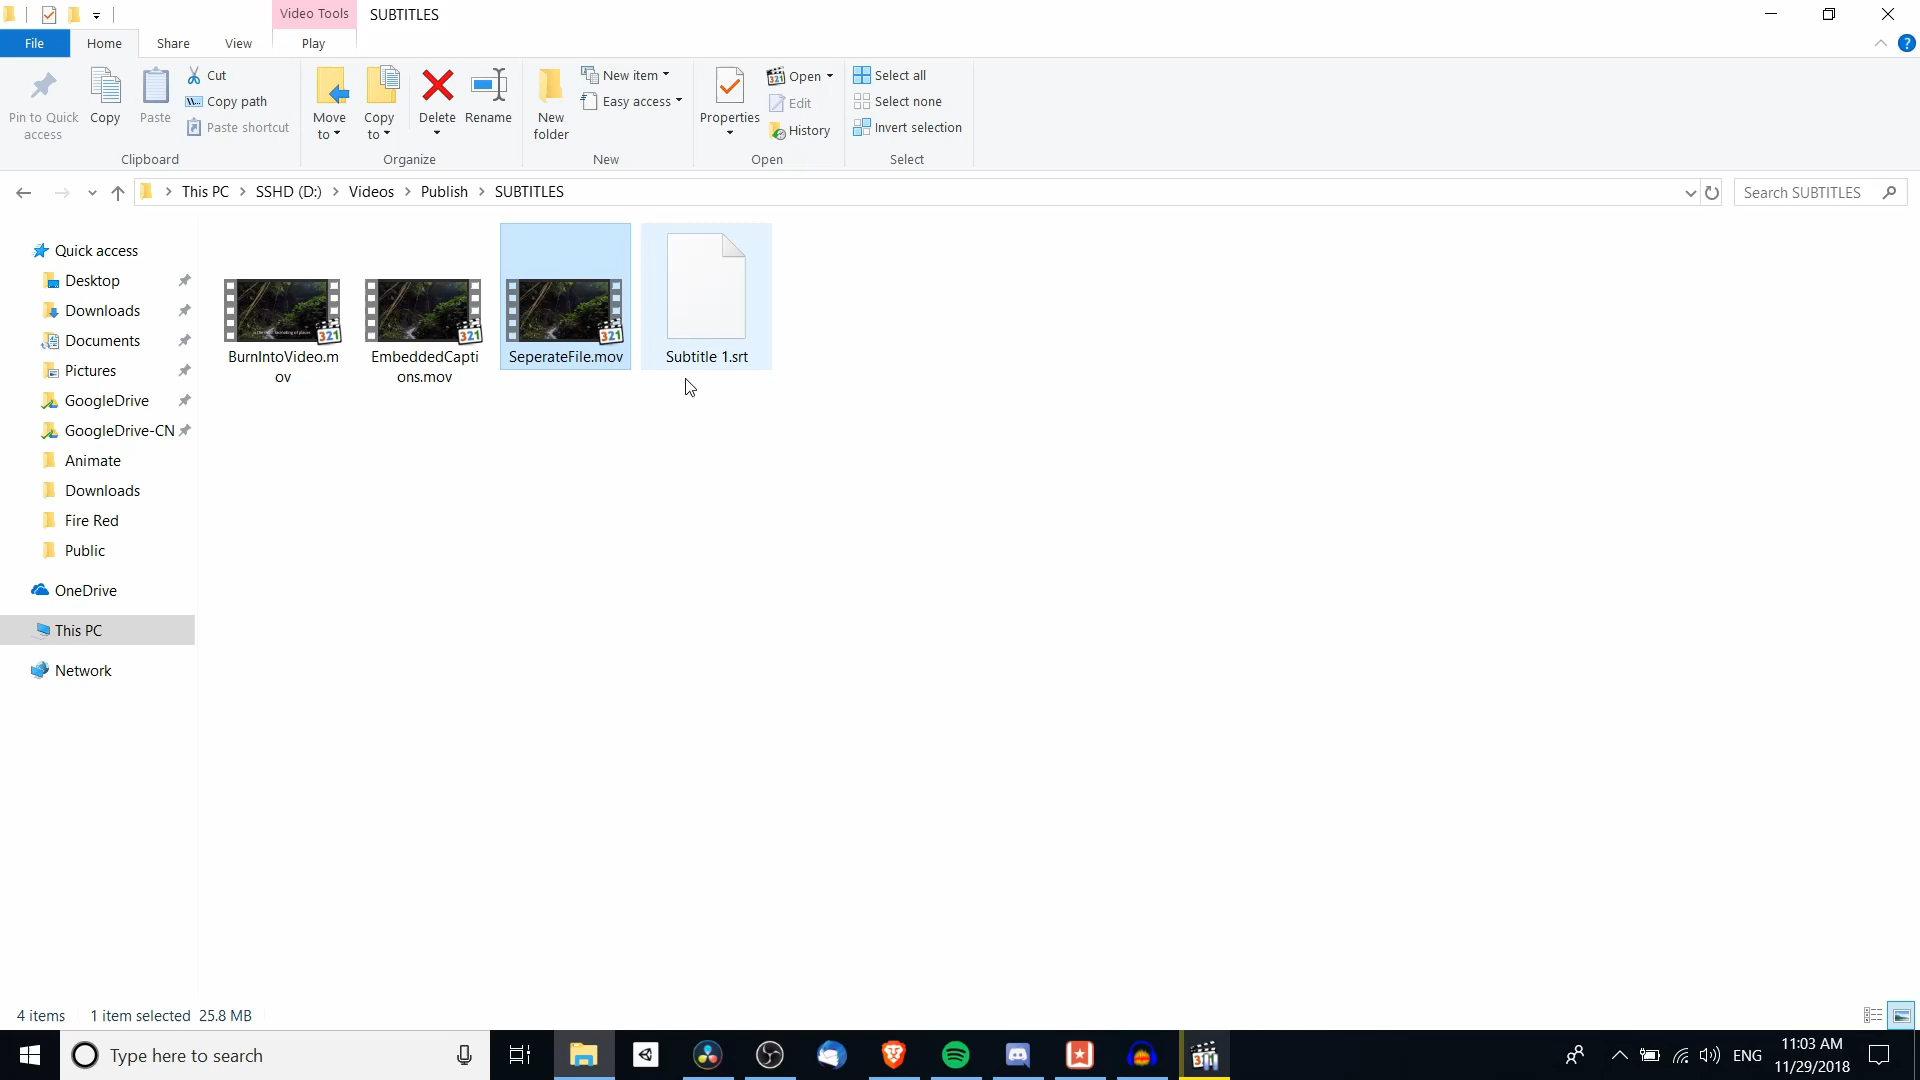 Video Tools
SUBTITLES
File
Home
Share
View
Play
Pin to Quick access
Copy
Paste
Cut
Copy path
Paste shortcut
Clipboard
Move to
Copy to
Delete
Rename
Organize
New folder
New item
Easy access
New
Properties
Open
Edit
History
Open
Select all
Select none
Invert selection
Select
This PC > SSHD (D:) > Videos > Publish > SUBTITLES
Search SUBTITLES
Quick access
Desktop
Downloads
Documents
Pictures
GoogleDrive
GoogleDrive-CN
Animate
Downloads
Fire Red
Public
OneDrive
This PC
Network
321
BurnIntoVideo.m
ov
321
EmbeddedCapti
ons.mov
321
SeperateFile.mov
Subtitle 1.srt
4 items
1 item selected 25.8 MB
Type here to search
ENG
11:03 AM
11/29/2018